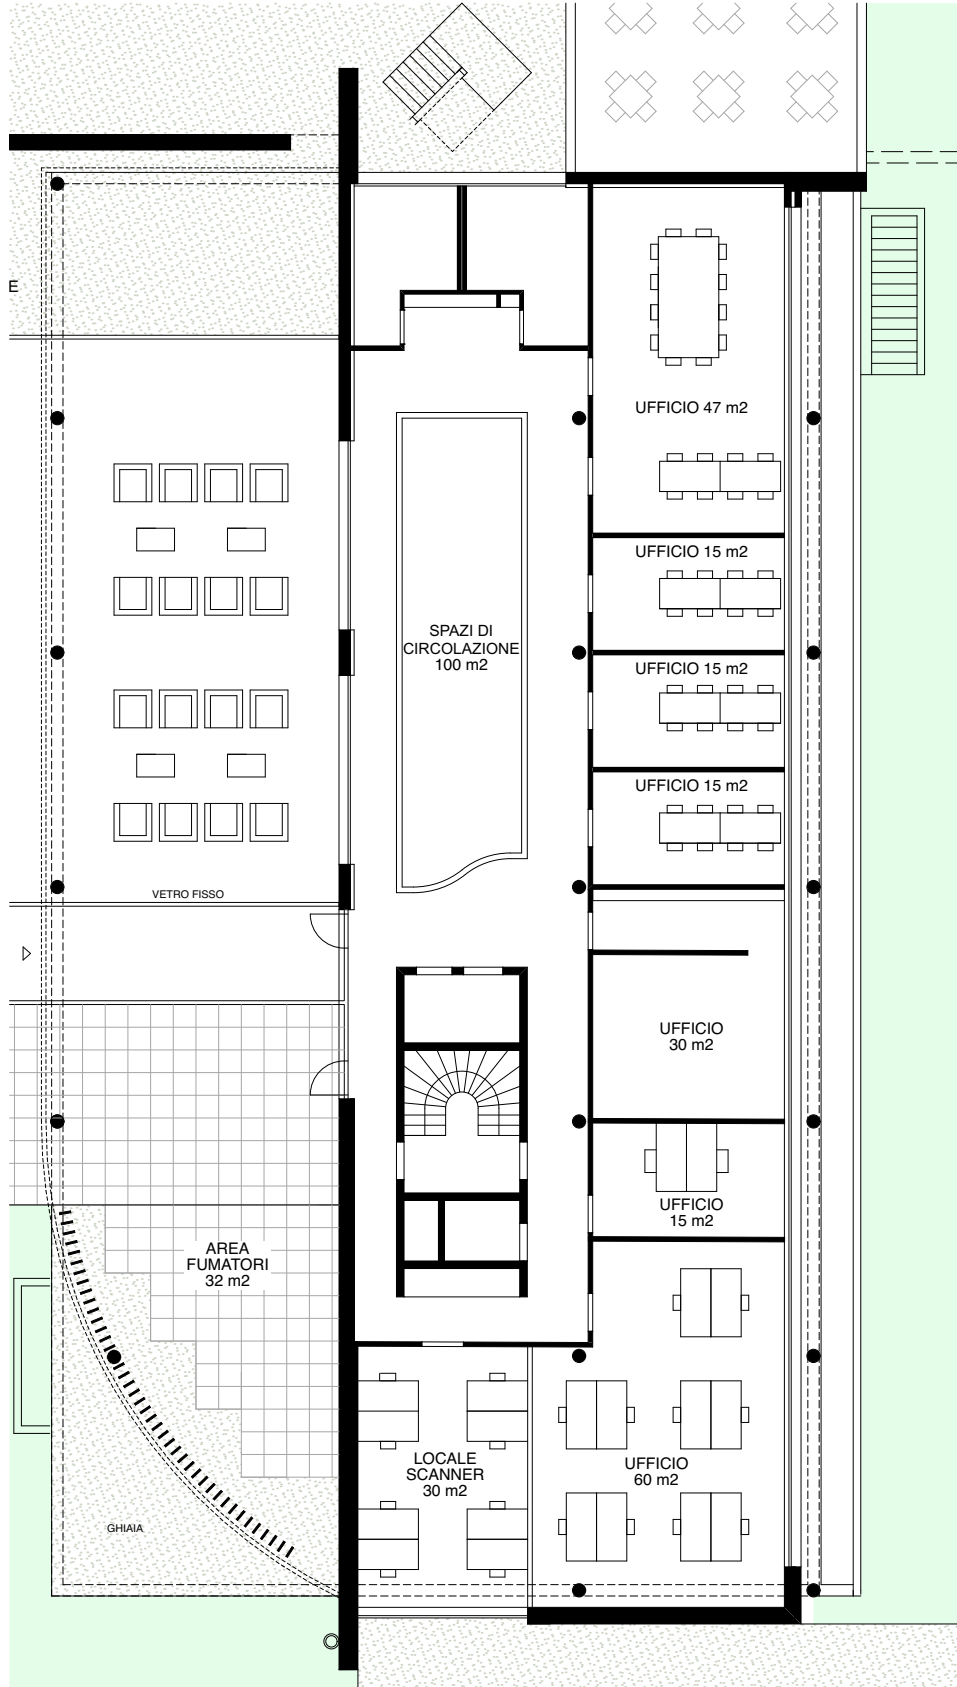 E
UFFICIO 47 m2
UFFICIO 15 m2
SPAZI DI
CIRCOLAZIONE
100 m2
UFFICIO 15 m2
UFFICIO 15 m2
VETRO FISSO
UFFICIO
30 m2
UFFICIO
15 m2
AREA
FUMATORI
32 m2
LOCALE
SCANNER
30 m2
UFFICIO
60 m2
GHIAIA